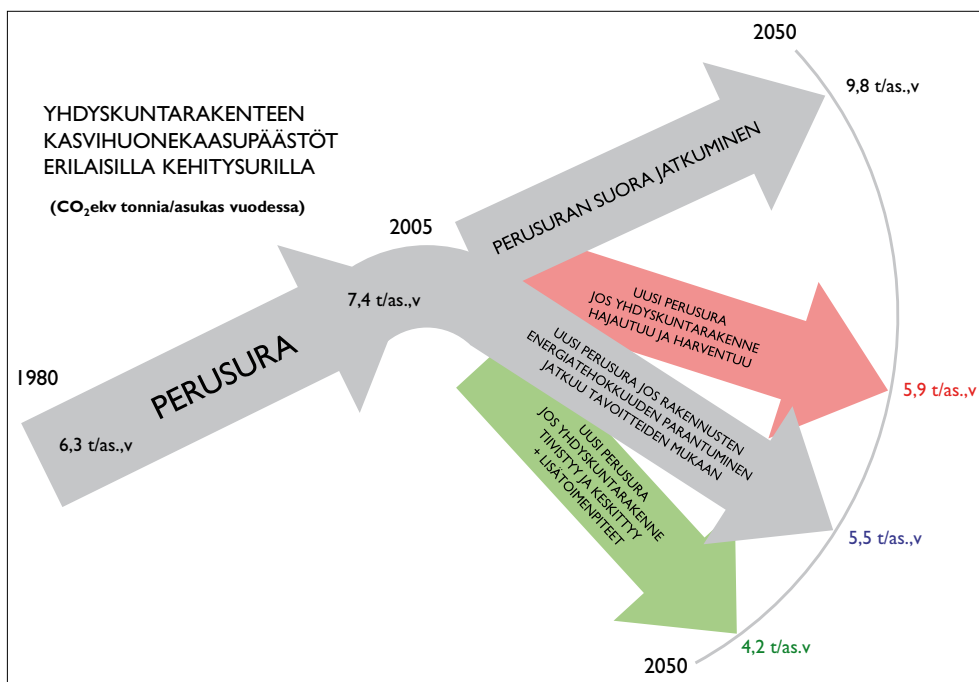 YHDYSKUNTARAKENTEEN
KASVIHUONEKAASUPÄÄSTÖT
ERILAISILLA KEHITYSURILLA
(CO₂ekv tonnia/asukas vuodessa)
1980
6,3 t/as.,v
PERUSURA
2005
7,4 t/as.,v
2050
9,8 t/as.,v
PERUSURAN SUORA JATKUMINEN
UUSI PERUSURA
JOS YHDYSKUNTARAKENNE
HAJAUTUU JA HARVENTUU
5,9 t/as.,v
UUSI PERUSURA JOS RAKENNUSTEN
ENERGIATEHOKKUUDEN PARANTUMINEN
JATKUU TAVOITTEIDEN MUKAAN
5,5 t/as.,v
UUSI PERUSURA
JOS YHDYSKUNTARAKENNE
TIIVISTYY JA KESKITTYY
+ LISÄTOIMENPITEET
4,2 t/as.v
2050